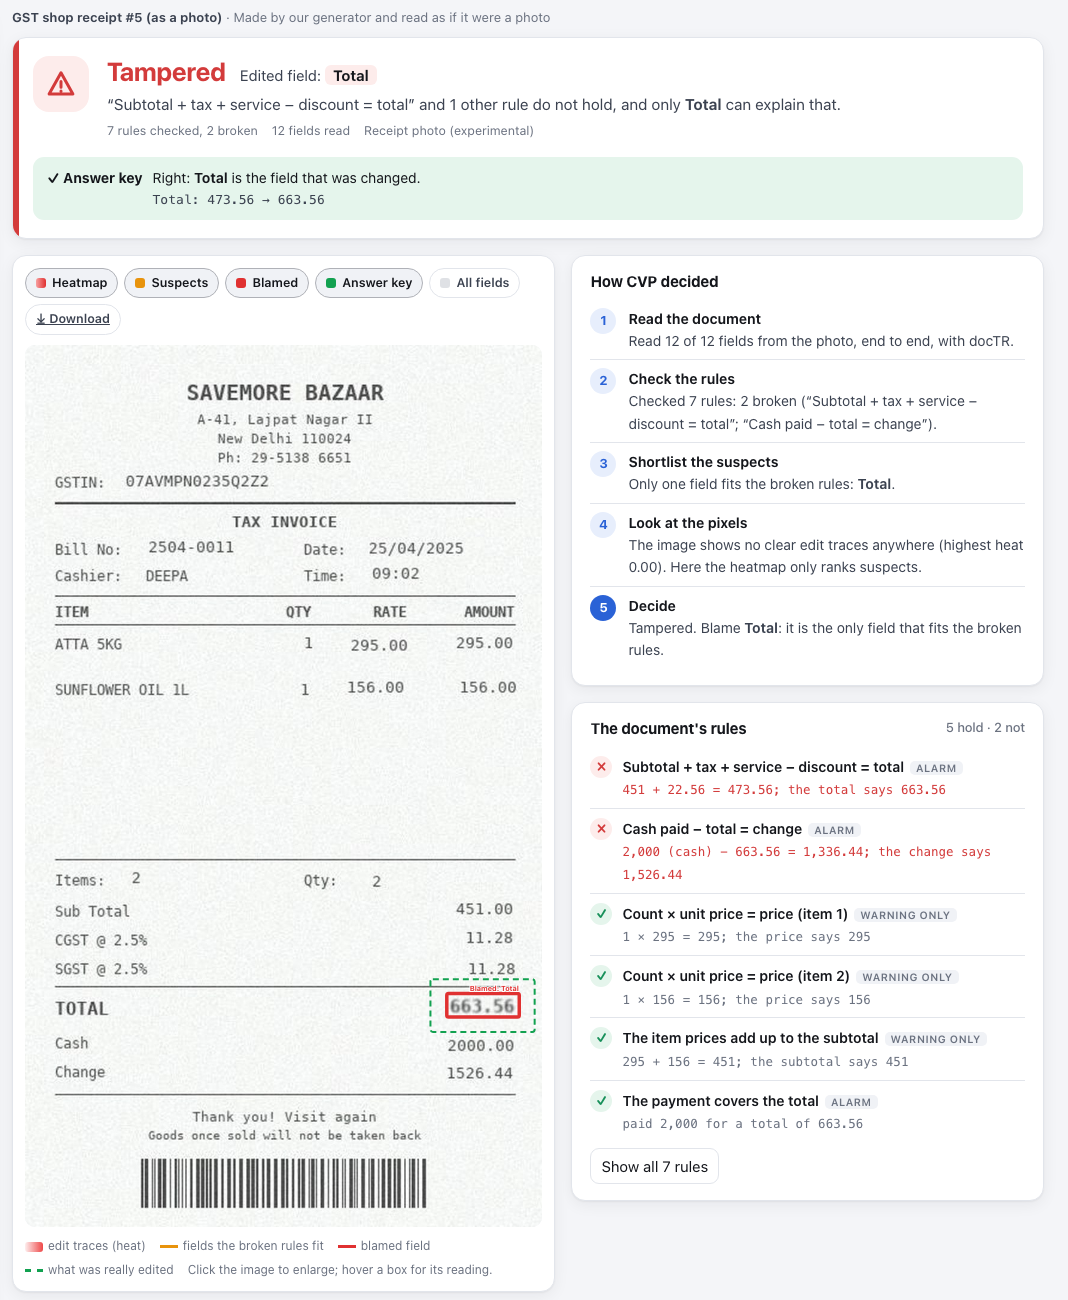 GST shop receipt #5 (as a photo) · Made by our generator and read as if it were a photo
Tampered Edited field: Total
“Subtotal + tax + service − discount = total” and 1 other rule do not hold, and only Total can explain that.
7 rules checked, 2 broken 12 fields read Receipt photo (experimental)
✓ Answer key Right: Total is the field that was changed.
Total: 473.56 → 663.56
Heatmap Suspects Blamed Answer key All fields
Download
SAVEMORE BAZAAR
A-41, Lajpat Nagar II
New Delhi 110024
Ph: 29-5138 6651
GSTIN: 07AVMPN0235Q2Z2
TAX INVOICE
Bill No: 2504-0011 Date: 25/04/2025
Cashier: DEEPA Time: 09:02
ITEM QTY RATE AMOUNT
ATTA 5KG 1 295.00 295.00
SUNFLOWER OIL 1L 1 156.00 156.00
Items: 2 Qty: 2
Sub Total 451.00
CGST @ 2.5% 11.28
SGST @ 2.5% 11.28
Blamed: Total
TOTAL 663.56
Cash 2000.00
Change 1526.44
Thank you! Visit again
Goods once sold will not be taken back
edit traces (heat) fields the broken rules fit blamed field
what was really edited Click the image to enlarge; hover a box for its reading.
How CVP decided
1 Read the document
Read 12 of 12 fields from the photo, end to end, with docTR.
2 Check the rules
Checked 7 rules: 2 broken (“Subtotal + tax + service −
discount = total”; “Cash paid − total = change”).
3 Shortlist the suspects
Only one field fits the broken rules: Total.
4 Look at the pixels
The image shows no clear edit traces anywhere (highest heat
0.00). Here the heatmap only ranks suspects.
5 Decide
Tampered. Blame Total: it is the only field that fits the broken
rules.
The document's rules 5 hold · 2 not
Subtotal + tax + service − discount = total ALARM
451 + 22.56 = 473.56; the total says 663.56
Cash paid − total = change ALARM
2,000 (cash) − 663.56 = 1,336.44; the change says
1,526.44
Count × unit price = price (item 1) WARNING ONLY
1 × 295 = 295; the price says 295
Count × unit price = price (item 2) WARNING ONLY
1 × 156 = 156; the price says 156
The item prices add up to the subtotal WARNING ONLY
295 + 156 = 451; the subtotal says 451
The payment covers the total ALARM
paid 2,000 for a total of 663.56
Show all 7 rules